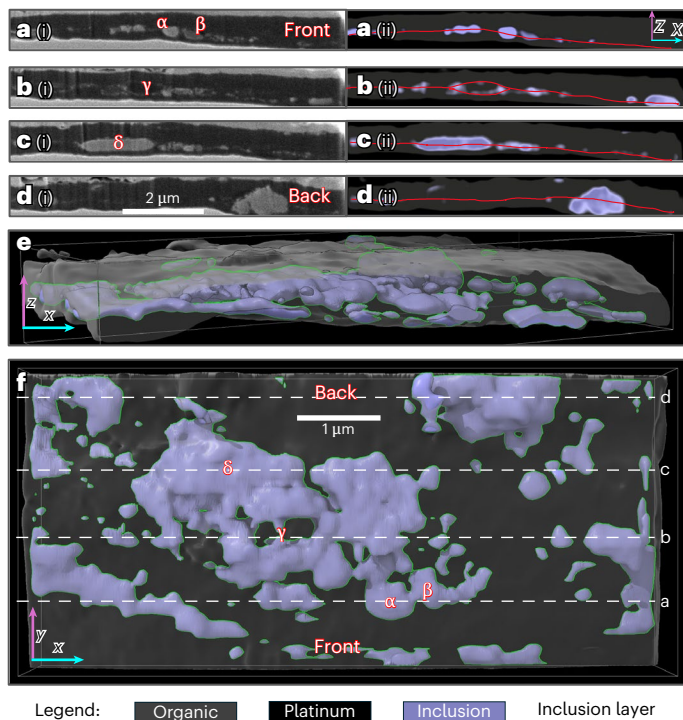 a (i) α β Front a (ii) z x
b (i) γ b (ii)
c (i) δ c (ii)
d (i) 2 µm Back d (ii)
e
z x
f Back d
1 µm
δ c
γ b
α β a
y x Front
Legend: Organic Platinum Inclusion Inclusion layer